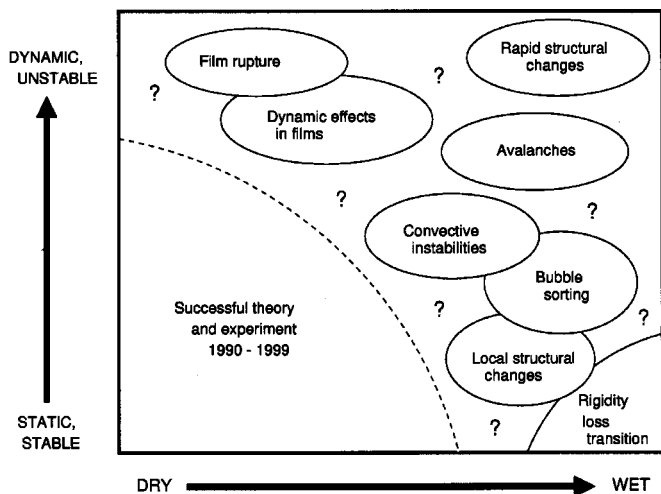 DYNAMIC,
UNSTABLE
Film rupture
Rapid structural
changes
?
?
Dynamic effects
in films
Avalanches
?
?
Convective
instabilities
Bubble
sorting
Successful theory
and experiment
1990 - 1999
?
?
Local structural
changes
Rigidity
loss
transition
?
STATIC,
STABLE
DRY
WET